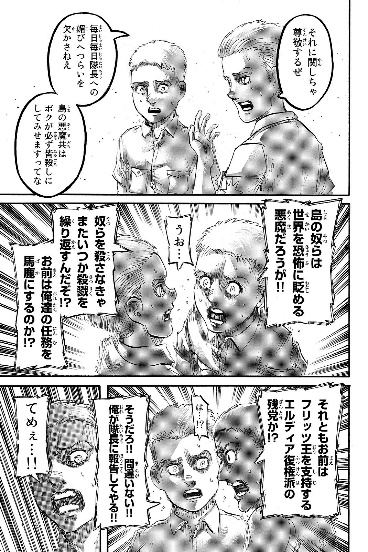 それに関しちゃ
尊敬するぜ
毎日毎日隊長への
媚びへつらいを
欠かさねえ
島の悪魔共は
ボクが必ず皆殺しに
してみせますってな
島の奴らは
世界を恐怖に貶める
悪魔だろうが!!
うお…
奴らを殺さなきゃ
またいつか殺戮を
繰り返すんだぞ!?
お前は俺達の任務を
馬鹿にするのか!?
それともお前は
フリッツ王を支持する
エルディア復権派の
残党か!?
は…!?
そうだろ!! 間違いない!!
俺が隊長に報告してやる!!
てめぇ…!!